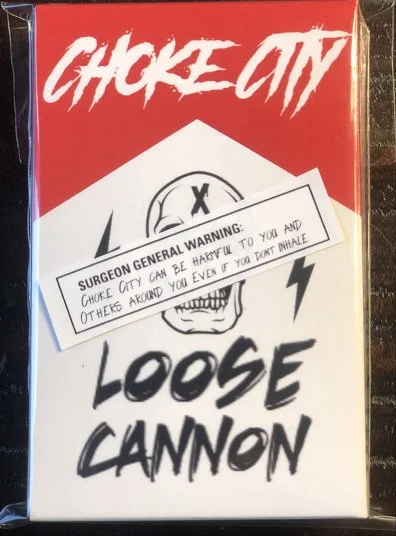 CHOKE CITY
X
SURGEON GENERAL WARNING:
CHOKE CITY CAN BE HARMFUL TO YOU AND
OTHERS AROUND YOU EVEN IF YOU DONT INHALE
LOOSE
CANNON